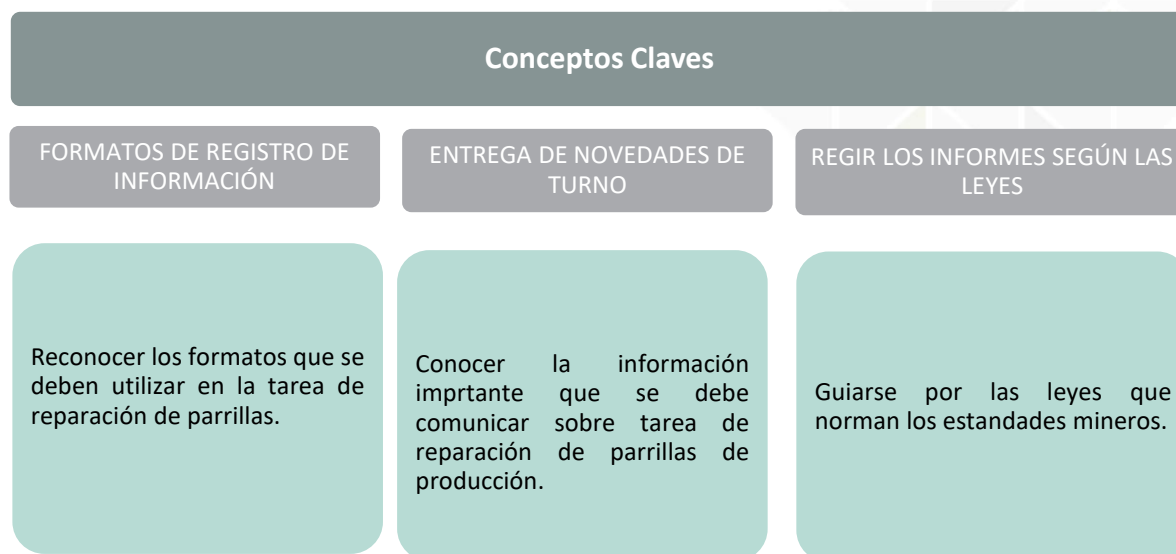 Conceptos Claves
FORMATOS DE REGISTRO DE
INFORMACIÓN
ENTREGA DE NOVEDADES DE
TURNO
REGIR LOS INFORMES SEGÚN LAS
LEYES
Reconocer los formatos que se
deben utilizar en la tarea de
reparación de parrillas.
Conocer la información
imprtante que se debe
comunicar sobre tarea de
reparación de parrillas de
producción.
Guiarse por las leyes que
norman los estandades mineros.